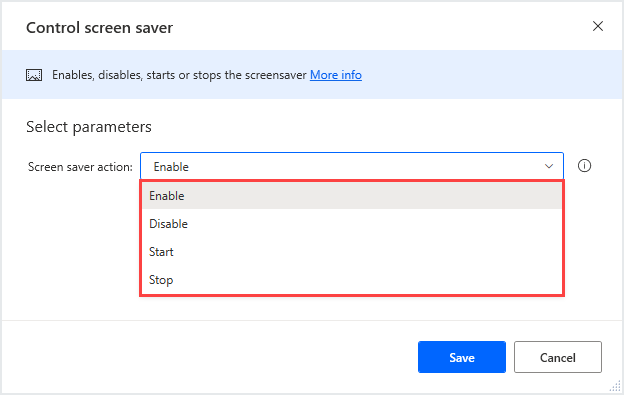 Control screen saver
Enables, disables, starts or stops the screensaver More info
Select parameters
Screen saver action: Enable
Enable
Disable
Start
Stop
Save Cancel